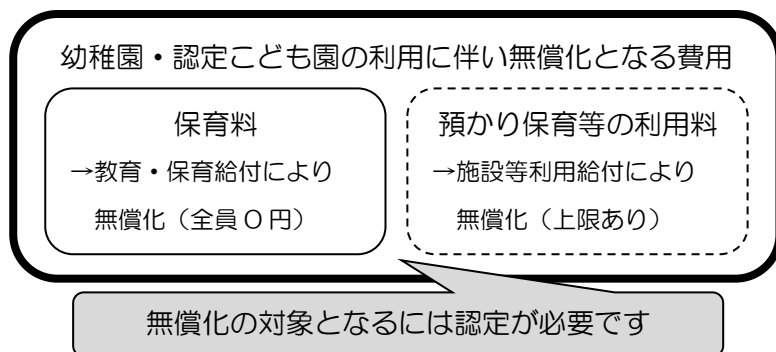 幼稚園・認定こども園の利用に伴い無償化となる費用
保育料
→教育・保育給付により
無償化（全員０円）
預かり保育等の利用料
→施設等利用給付により
無償化（上限あり）
無償化の対象となるには認定が必要です